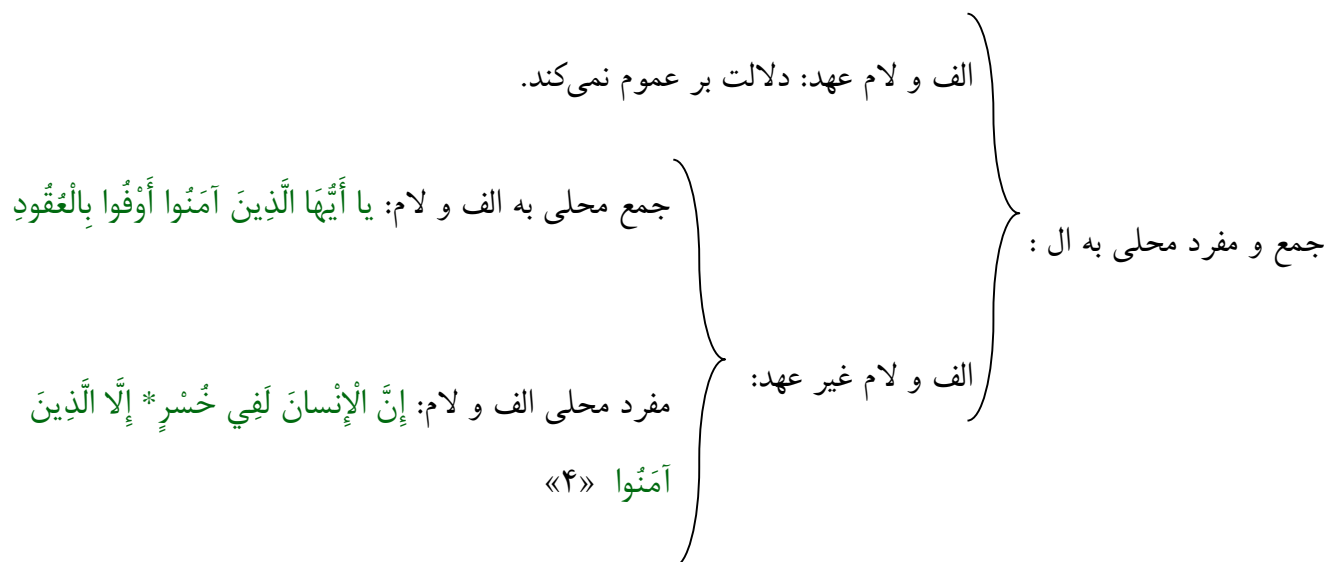 جمع و مفرد محلی به ال :
الف و لام عهد: دلالت بر عموم نمی‌کند.
الف و لام غیر عهد:
جمع محلی به الف و لام: يا أَيُّهَا الَّذِينَ آمَنُوا أَوْفُوا بِالْعُقُودِ
مفرد محلی الف و لام: إِنَّ الْإِنْسانَ لَفِي خُسْرٍ* إِلَّا الَّذِينَ
آمَنُوا «۴»